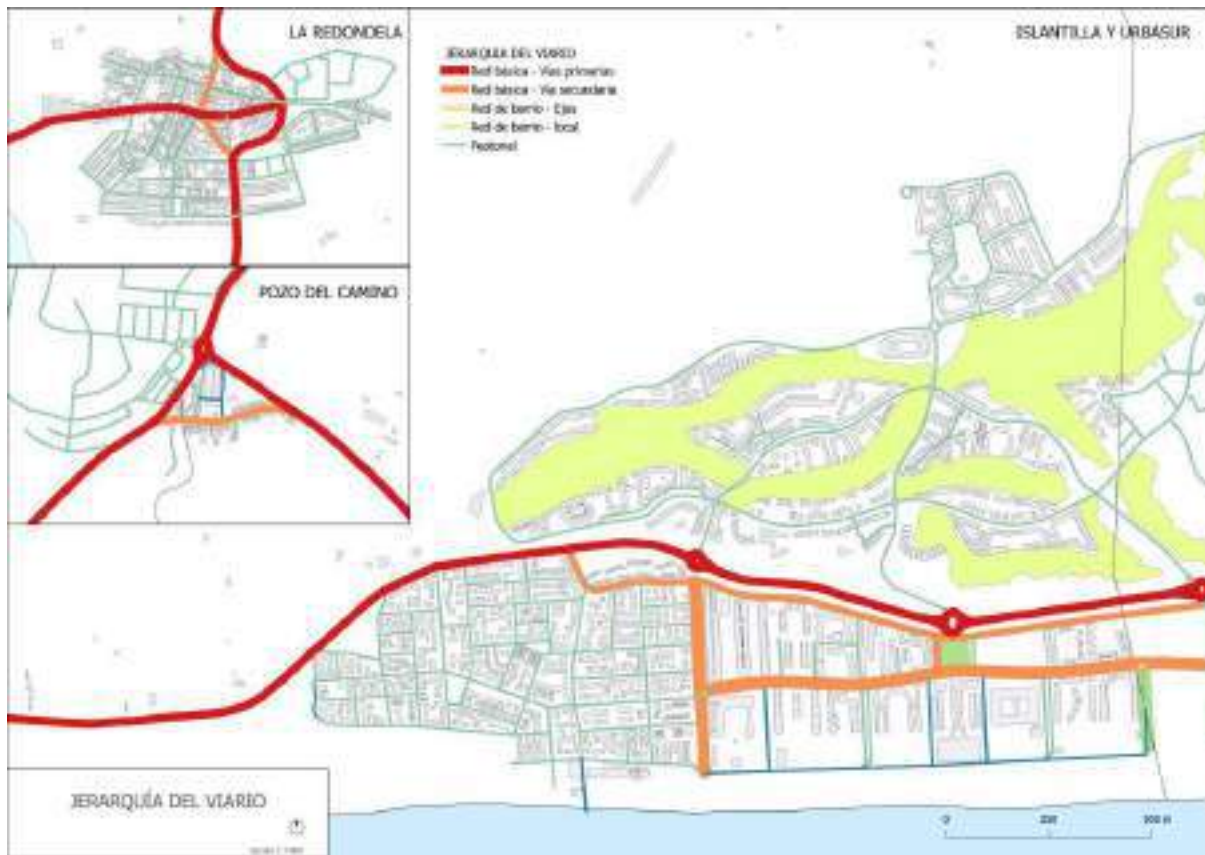 LA REDONDELA
ISLANTILLA Y URBASUR
JERARQUÍA DEL VIARIO
Red básica - Vías primarias
Red básica - Vía secundaria
Red de barrio - Ejes
Red de barrio - local
Peatonal
POZO DEL CAMINO
JERARQUÍA DEL VIARIO
0 250 500 m